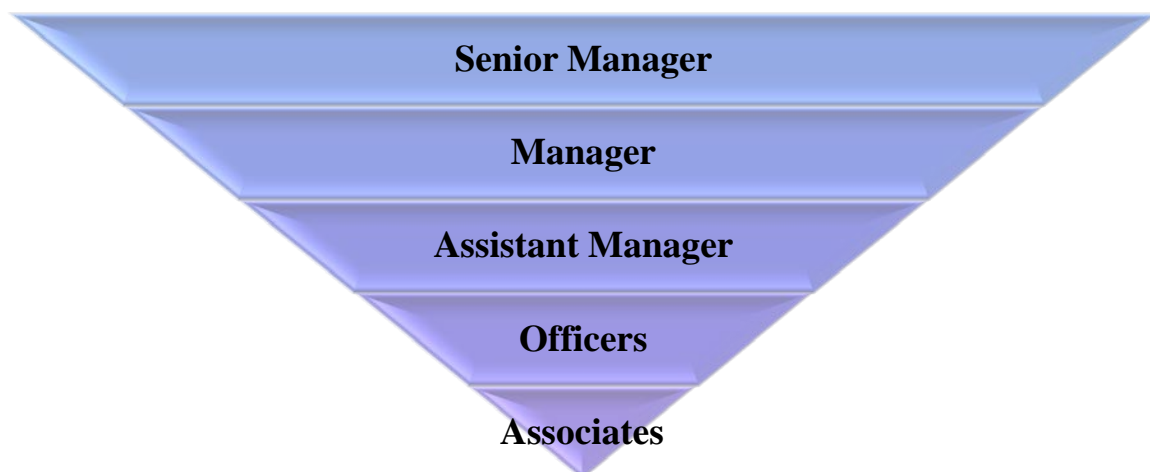 Senior Manager
Manager
Assistant Manager
Officers
Associates